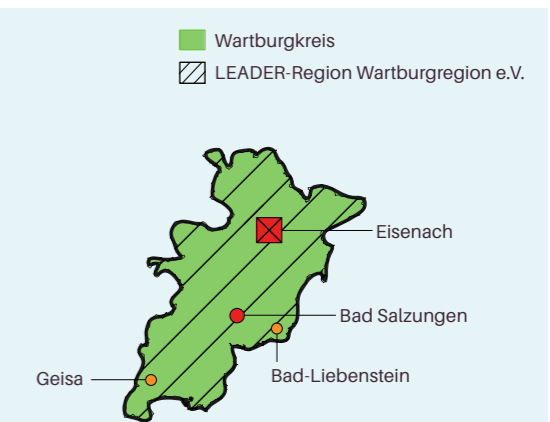 Wartburgkreis
LEADER-Region Wartburgregion e.V.
Eisenach
Bad Salzungen
Bad-Liebenstein
Geisa